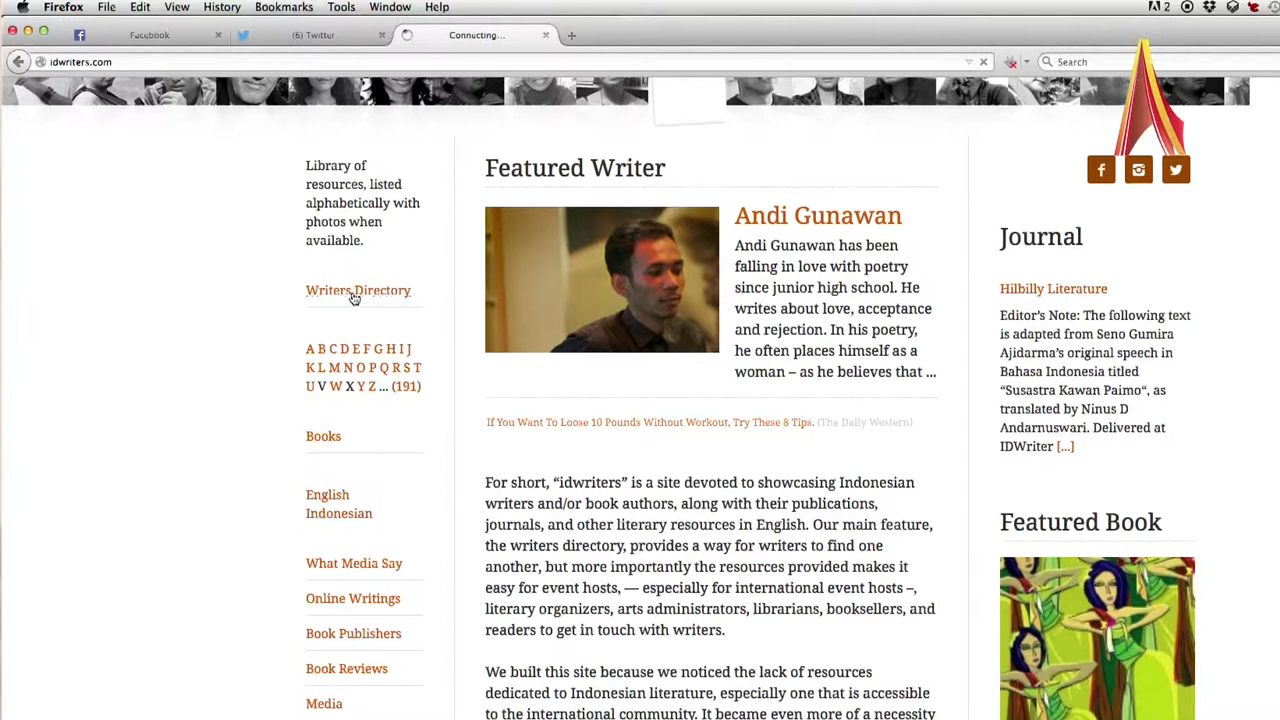 Firefox File Edit View History Bookmarks Tools Window Help
2
Facebook
(6) Twitter
Connecting...
idwriters.com
Search
Library of
resources, listed
alphabetically with
photos when
available.
Writers Directory
A B C D E F G H I J
K L M N O P Q R S T
U V W X Y Z ... (191)
Books
English
Indonesian
What Media Say
Online Writings
Book Publishers
Book Reviews
Media
Featured Writer
Andi Gunawan
Andi Gunawan has been
falling in love with poetry
since junior high school. He
writes about love, acceptance
and rejection. In his poetry,
he often places himself as a
woman – as he believes that ...
If You Want To Loose 10 Pounds Without Workout, Try These 8 Tips. (The Daily Western)
For short, “idwriters” is a site devoted to showcasing Indonesian
writers and/or book authors, along with their publications,
journals, and other literary resources in English. Our main feature,
the writers directory, provides a way for writers to find one
another, but more importantly the resources provided makes it
easy for event hosts, — especially for international event hosts –,
literary organizers, arts administrators, librarians, booksellers, and
readers to get in touch with writers.
We built this site because we noticed the lack of resources
dedicated to Indonesian literature, especially one that is accessible
to the international community. It became even more of a necessity
Journal
Hilbilly Literature
Editor’s Note: The following text
is adapted from Seno Gumira
Ajidarma’s original speech in
Bahasa Indonesia titled
“Susastra Kawan Paimo“, as
translated by Ninus D
Andarnuswari. Delivered at
IDWriter [...]
Featured Book